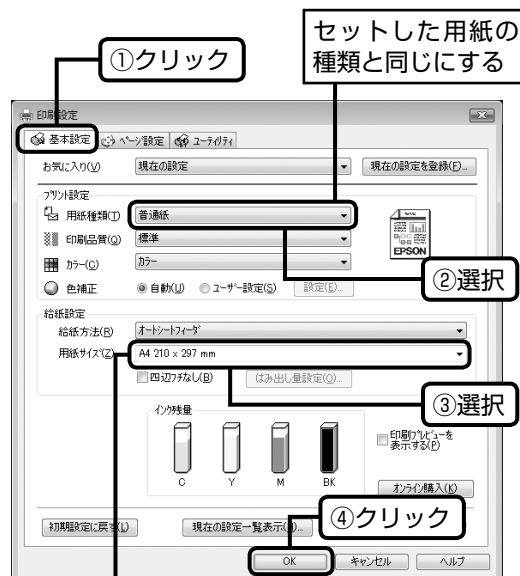 セットした用紙の
種類と同じにする
①クリック
印刷設定
基本設定
ページ設定
ユーティリティ
お気に入り(V)
現在の設定
現在の設定を登録(F)...
プリント設定
用紙種類(T)
普通紙
印刷品質(Q)
標準
カラー(C)
カラー
色補正
自動(U)
ユーザー設定(S)
設定(E)...
EPSON
②選択
給紙設定
給紙方法(R)
オートシートフィーダ
用紙サイズ(Z)
A4 210 x 297 mm
四辺フチなし(B)
はみ出し量設定(O)...
③選択
インク残量
C Y M BK
印刷プレビューを
表示する(P)
オンライン購入(K)
初期設定に戻す(L)
現在の設定一覧表示
④クリック
OK
キャンセル
ヘルプ